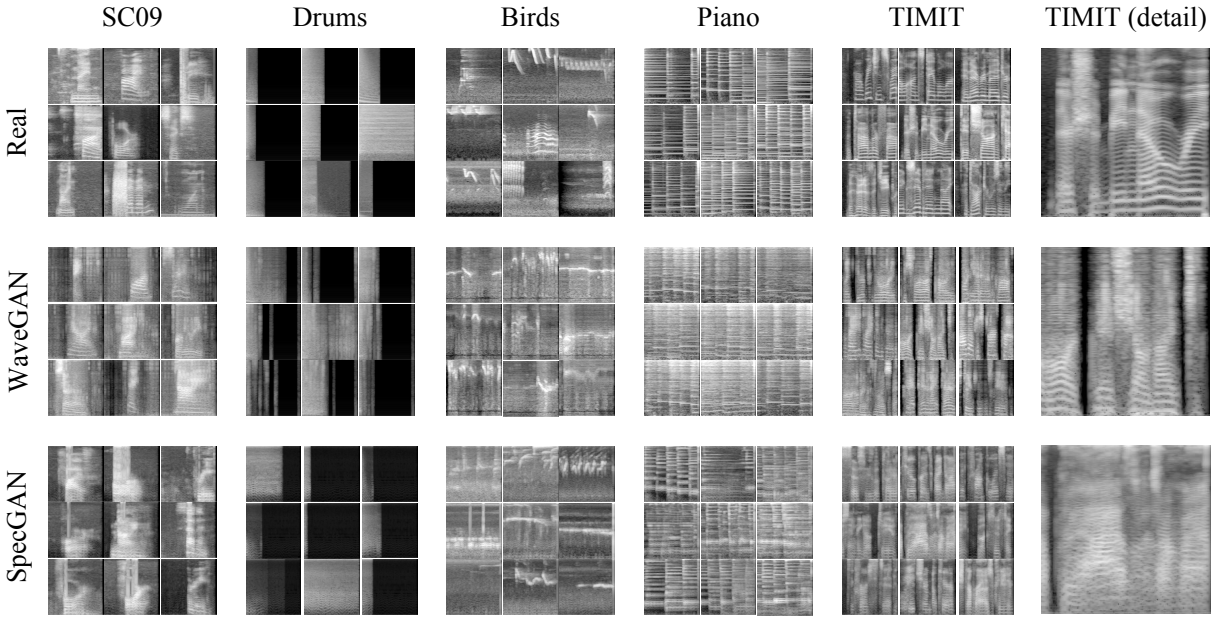 SC09 Drums Birds Piano TIMIT TIMIT (detail)
Real
WaveGAN
SpecGAN